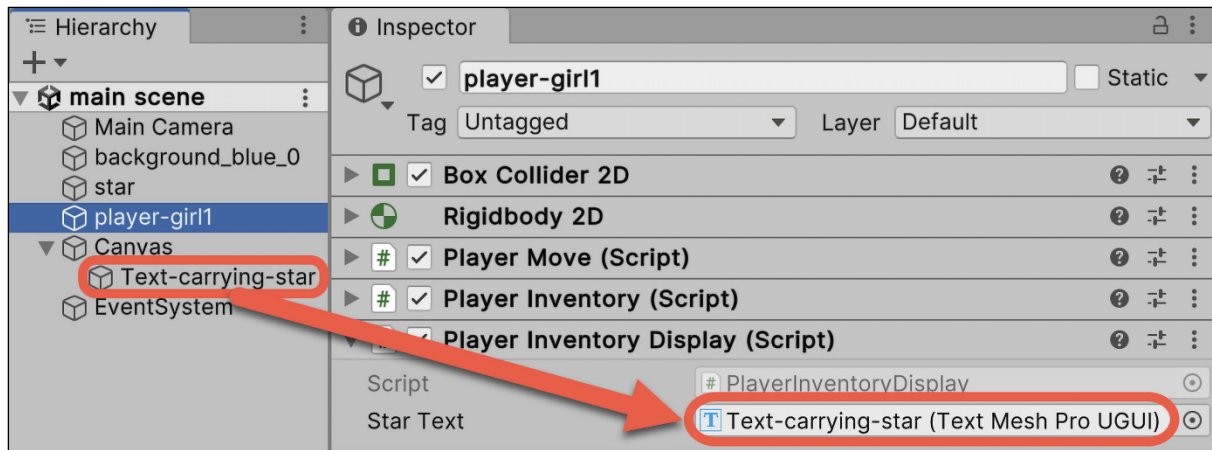 Hierarchy
Inspector
player-girl1
Static
main scene
Tag Untagged Layer Default
Main Camera
background_blue_0
star
Box Collider 2D
player-girl1
Rigidbody 2D
Canvas
# Player Move (Script)
Text-carrying-star
# Player Inventory (Script)
EventSystem
Player Inventory Display (Script)
Script # PlayerInventoryDisplay
Star Text T Text-carrying-star (Text Mesh Pro UGUI)